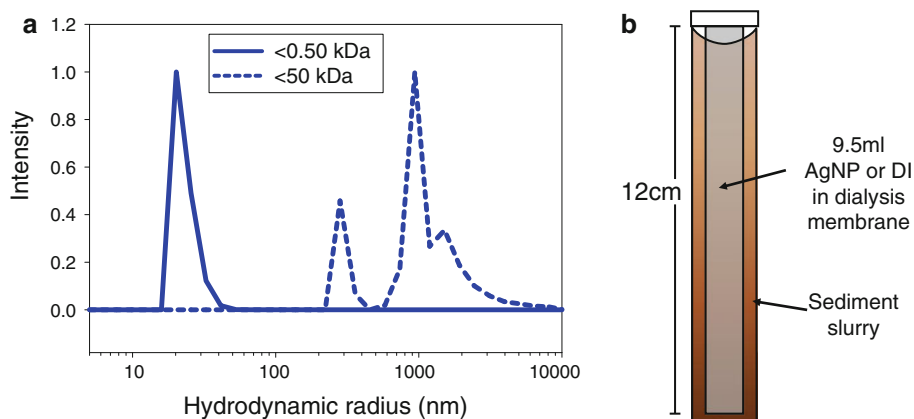 a
1.2
1.0
0.8
0.6
0.4
0.2
0.0
Intensity
<0.50 kDa
<50 kDa
10
100
1000
10000
Hydrodynamic radius (nm)
b
12cm
9.5ml
AgNP or DI
in dialysis
membrane
Sediment
slurry